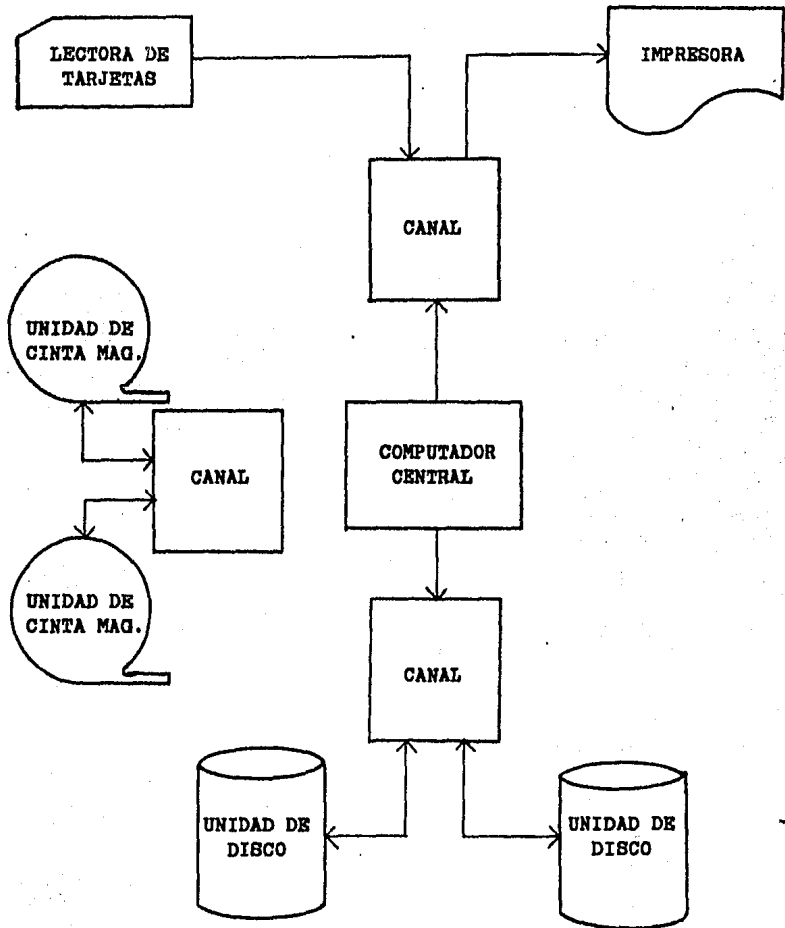 LECTORA DE
TARJETAS
IMPRESORA
CANAL
UNIDAD DE
CINTA MAG.
CANAL
COMPUTADOR
CENTRAL
UNIDAD DE
CINTA MAG.
CANAL
UNIDAD DE
DISCO
UNIDAD DE
DISCO